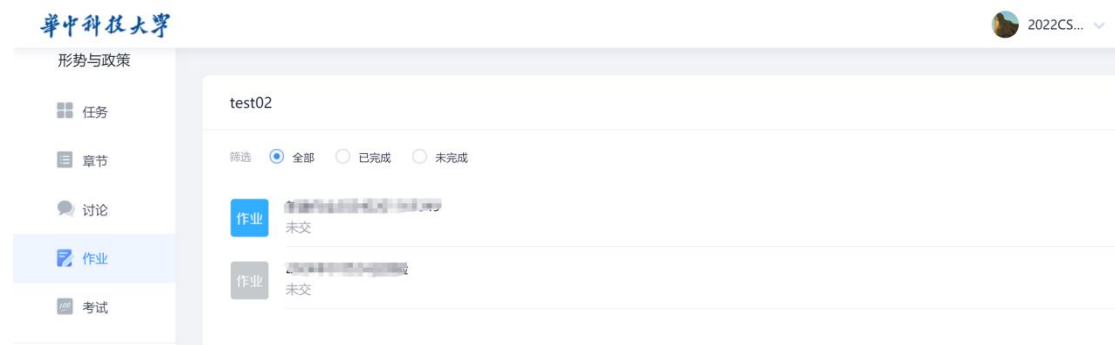 華中科技大學
2022CS...
形势与政策
任务
章节
讨论
作业
考试
test02
筛选 全部 已完成 未完成
作业
未交
作业
未交